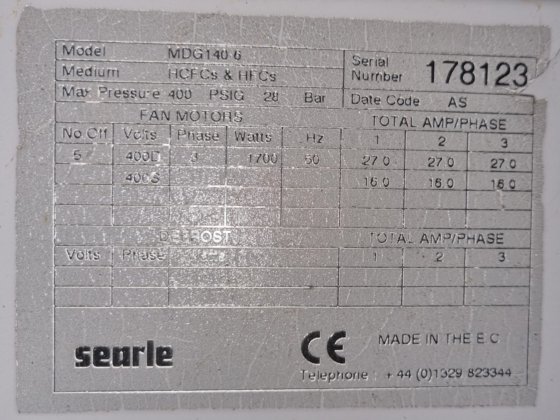 Model MDG140 6
Serial Number 178123
Medium HCFCs & HFCs
Max Pressure 400 PSIG 28 Bar
Date Code AS
FAN MOTORS
TOTAL AMP/PHASE
No Off Volts Phase Watts Hz 1 2 3
5 400D 3 1700 50 27.0 27.0 27.0
400S 16.0 16.0 16.0
DEFROST
TOTAL AMP/PHASE
Volts Phase 1 2 3
searle
CE
MADE IN THE E C
Telephone : + 44 (0)1329 823344